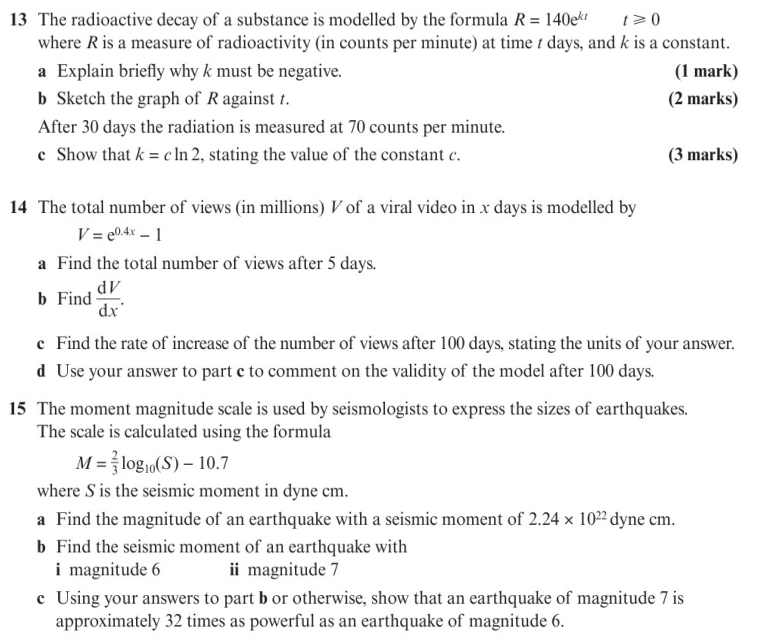 13 The radioactive decay of a substance is modelled by the formula R = 140eᵏᵗ t ⩾ 0
where R is a measure of radioactivity (in counts per minute) at time t days, and k is a constant.
a Explain briefly why k must be negative. (1 mark)
b Sketch the graph of R against t. (2 marks)
After 30 days the radiation is measured at 70 counts per minute.
c Show that k = c ln 2, stating the value of the constant c. (3 marks)
14 The total number of views (in millions) V of a viral video in x days is modelled by
V = e⁰·⁴ˣ – 1
a Find the total number of views after 5 days.
b Find dV/dx.
c Find the rate of increase of the number of views after 100 days, stating the units of your answer.
d Use your answer to part c to comment on the validity of the model after 100 days.
15 The moment magnitude scale is used by seismologists to express the sizes of earthquakes.
The scale is calculated using the formula
M = ⅔ log₁₀(S) – 10.7
where S is the seismic moment in dyne cm.
a Find the magnitude of an earthquake with a seismic moment of 2.24 × 10²² dyne cm.
b Find the seismic moment of an earthquake with
i magnitude 6 ii magnitude 7
c Using your answers to part b or otherwise, show that an earthquake of magnitude 7 is
approximately 32 times as powerful as an earthquake of magnitude 6.